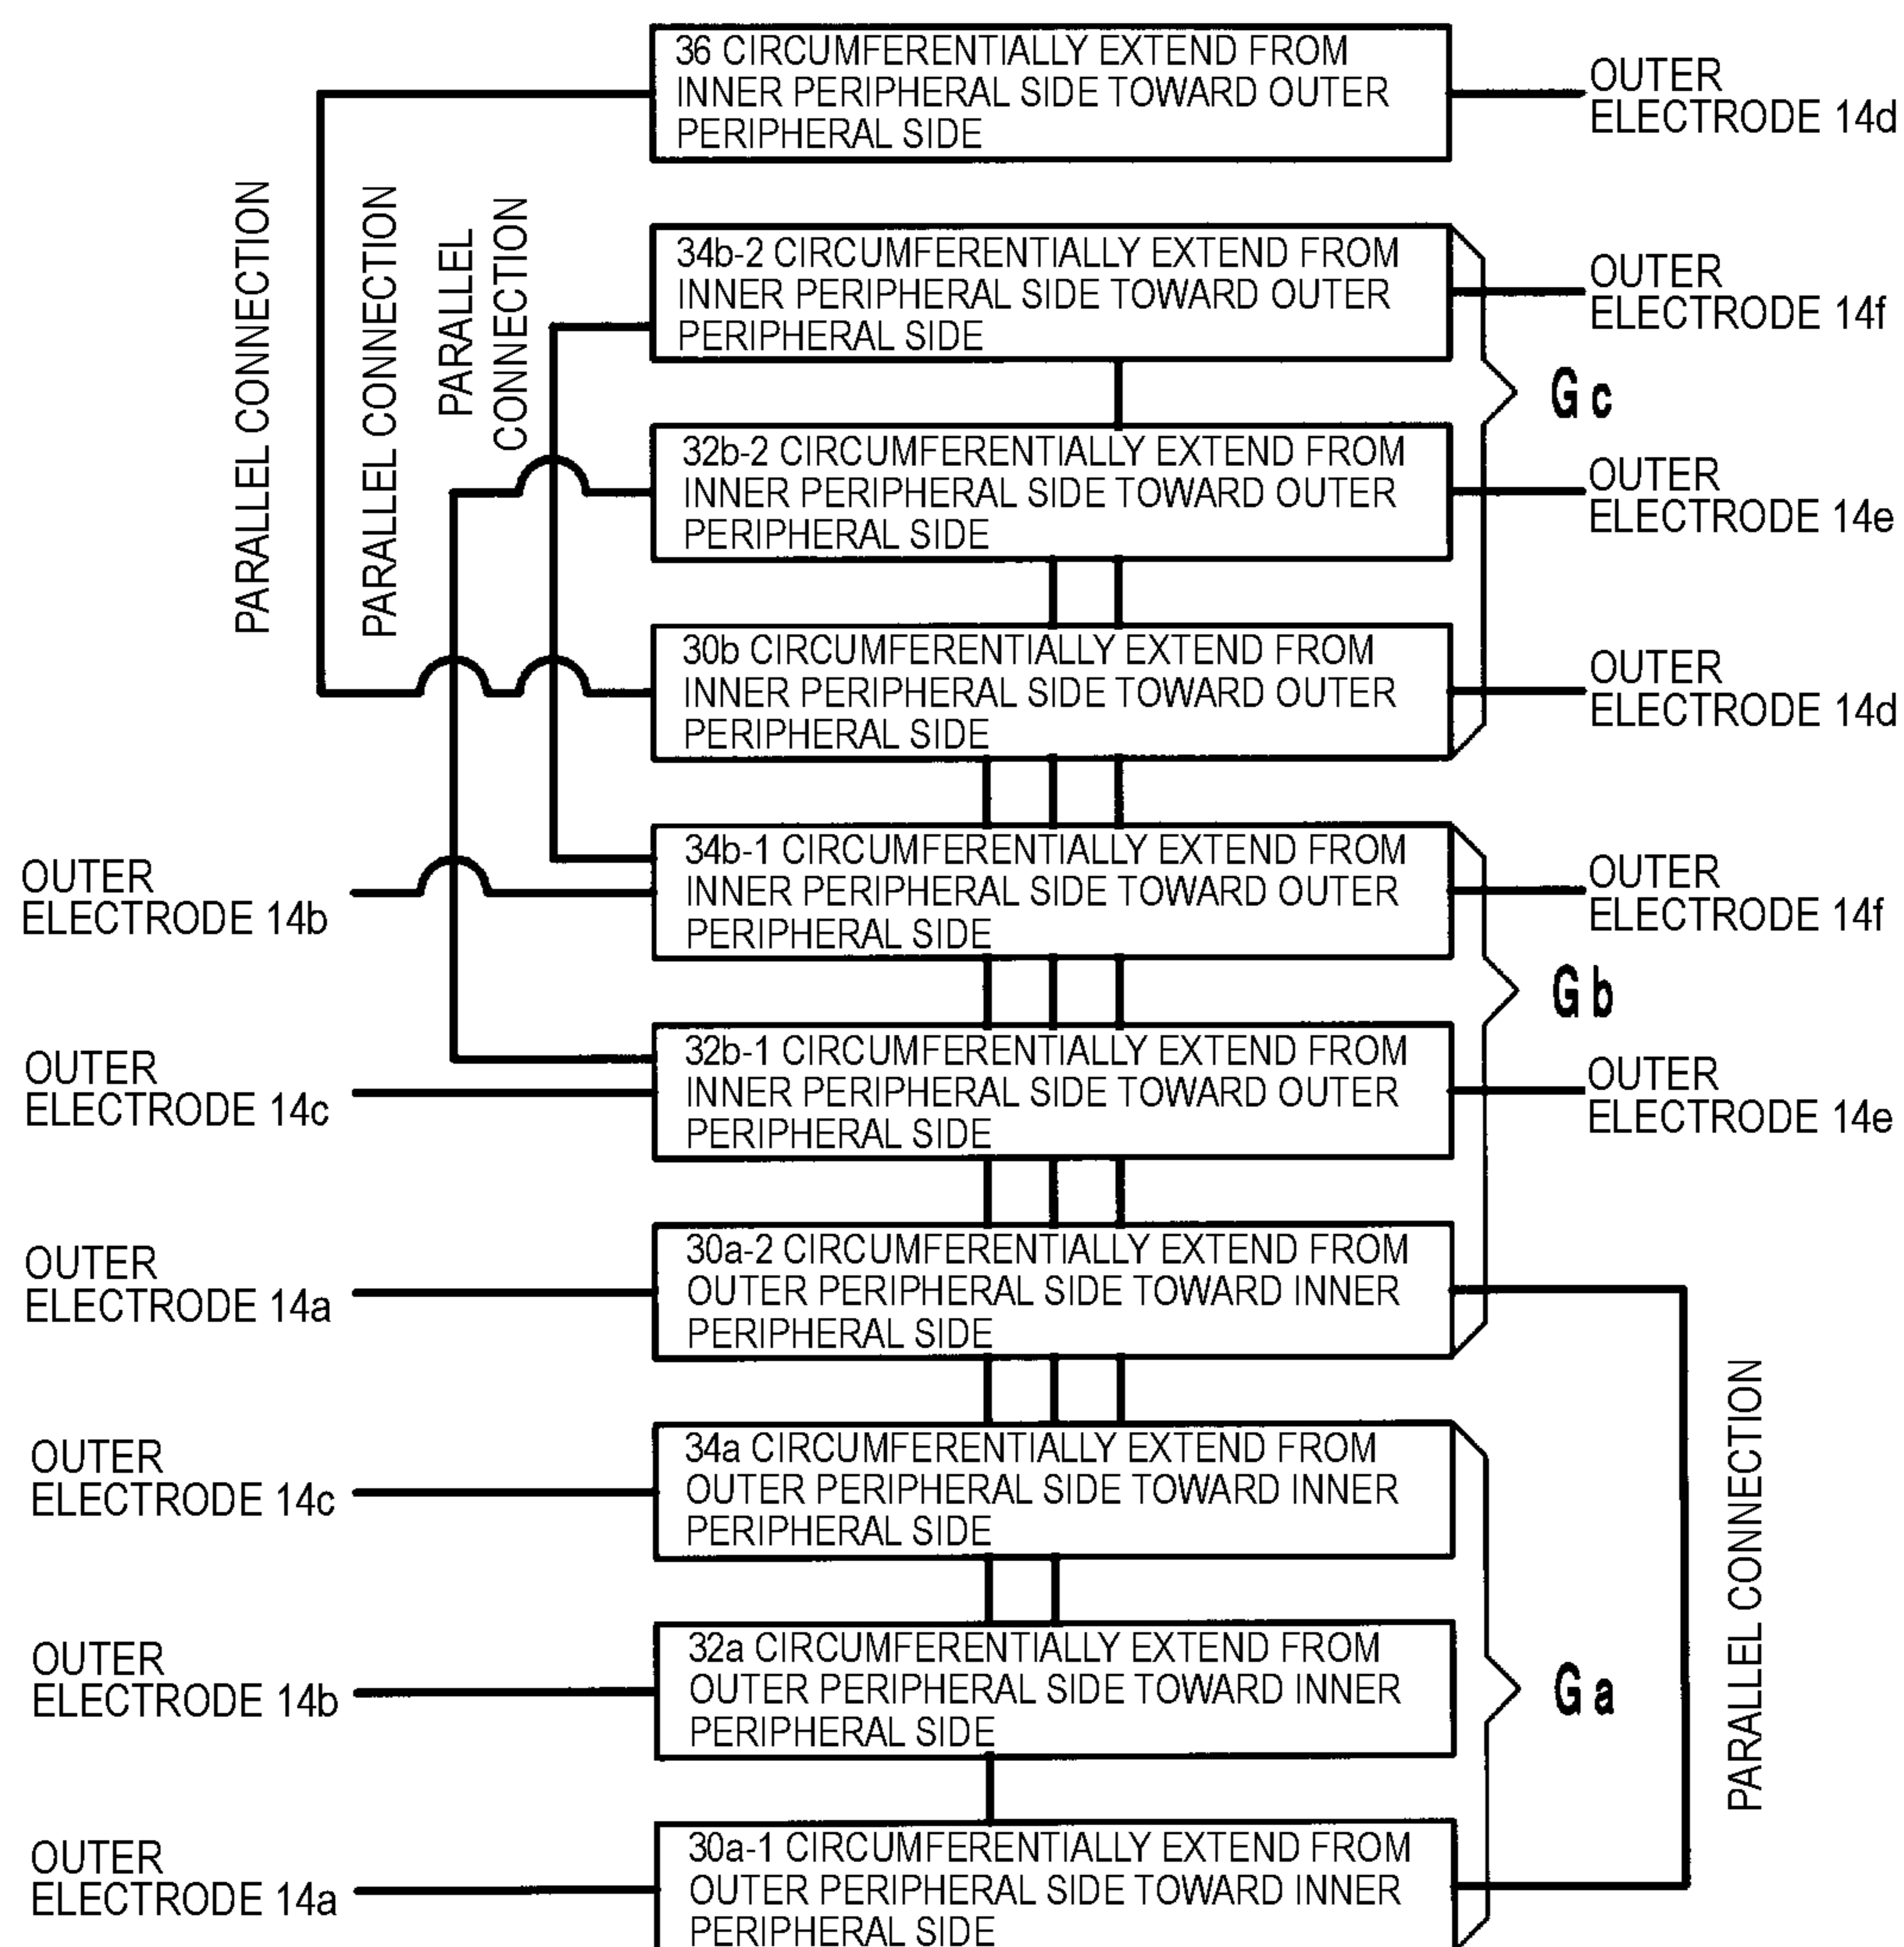 36 CIRCUMFERENTIALLY EXTEND FROM
INNER PERIPHERAL SIDE TOWARD OUTER
PERIPHERAL SIDE
OUTER
ELECTRODE 14d
PARALLEL CONNECTION
PARALLEL CONNECTION
PARALLEL
CONNECTION
34b-2 CIRCUMFERENTIALLY EXTEND FROM
INNER PERIPHERAL SIDE TOWARD OUTER
PERIPHERAL SIDE
OUTER
ELECTRODE 14f
Gc
32b-2 CIRCUMFERENTIALLY EXTEND FROM
INNER PERIPHERAL SIDE TOWARD OUTER
PERIPHERAL SIDE
OUTER
ELECTRODE 14e
30b CIRCUMFERENTIALLY EXTEND FROM
INNER PERIPHERAL SIDE TOWARD OUTER
PERIPHERAL SIDE
OUTER
ELECTRODE 14d
OUTER
ELECTRODE 14b
34b-1 CIRCUMFERENTIALLY EXTEND FROM
INNER PERIPHERAL SIDE TOWARD OUTER
PERIPHERAL SIDE
OUTER
ELECTRODE 14f
Gb
OUTER
ELECTRODE 14c
32b-1 CIRCUMFERENTIALLY EXTEND FROM
INNER PERIPHERAL SIDE TOWARD OUTER
PERIPHERAL SIDE
OUTER
ELECTRODE 14e
OUTER
ELECTRODE 14a
30a-2 CIRCUMFERENTIALLY EXTEND FROM
OUTER PERIPHERAL SIDE TOWARD INNER
PERIPHERAL SIDE
PARALLEL CONNECTION
OUTER
ELECTRODE 14c
34a CIRCUMFERENTIALLY EXTEND FROM
OUTER PERIPHERAL SIDE TOWARD INNER
PERIPHERAL SIDE
OUTER
ELECTRODE 14b
32a CIRCUMFERENTIALLY EXTEND FROM
OUTER PERIPHERAL SIDE TOWARD INNER
PERIPHERAL SIDE
Ga
OUTER
ELECTRODE 14a
30a-1 CIRCUMFERENTIALLY EXTEND FROM
OUTER PERIPHERAL SIDE TOWARD INNER
PERIPHERAL SIDE